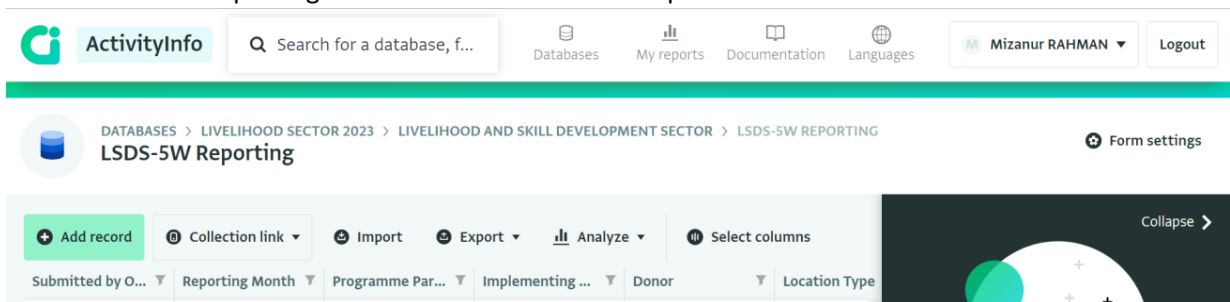 ActivityInfo
Search for a database, f...
Databases
My reports
Documentation
Languages
M Mizanur RAHMAN
Logout
DATABASES > LIVELIHOOD SECTOR 2023 > LIVELIHOOD AND SKILL DEVELOPMENT SECTOR > LSDS-5W REPORTING
LSDS-5W Reporting
Form settings
Add record
Collection link
Import
Export
Analyze
Select columns
Collapse
Submitted by O...
Reporting Month
Programme Par...
Implementing ...
Donor
Location Type